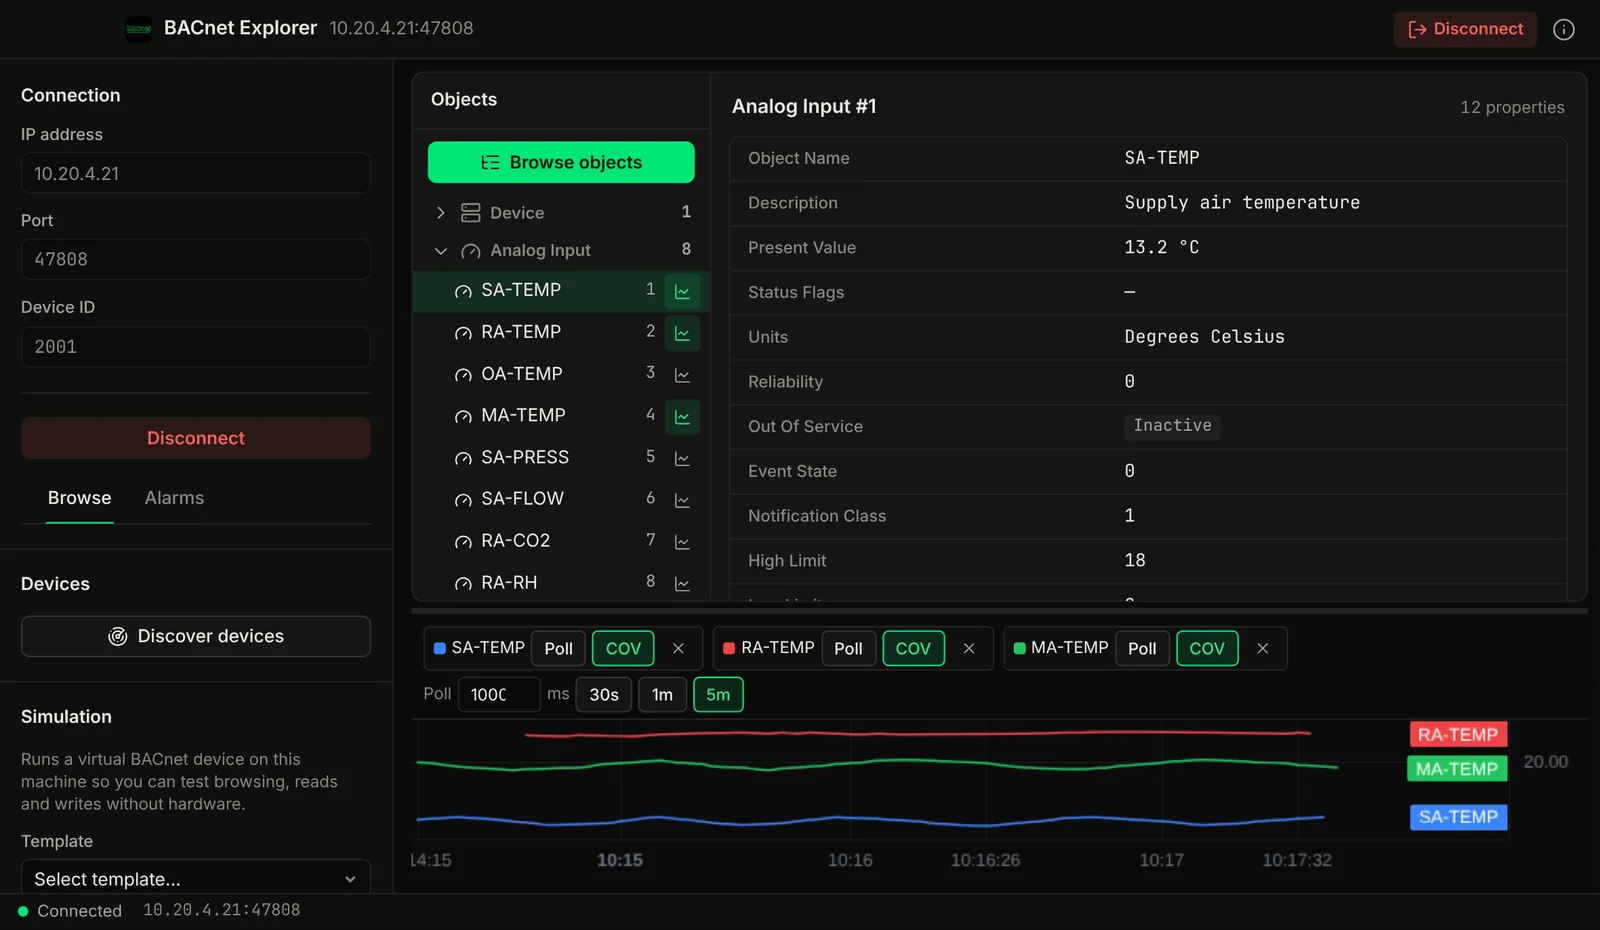 BACnet Explorer 10.20.4.21:47808
Disconnect
Connection
IP address
10.20.4.21
Port
47808
Device ID
2001
Disconnect
Browse Alarms
Devices
Discover devices
Simulation
Runs a virtual BACnet device on this
machine so you can test browsing, reads
and writes without hardware.
Template
Select template...
Objects
Browse objects
Device 1
Analog Input 8
SA-TEMP 1
RA-TEMP 2
OA-TEMP 3
MA-TEMP 4
SA-PRESS 5
SA-FLOW 6
RA-CO2 7
RA-RH 8
Analog Input #1
12 properties
Object Name SA-TEMP
Description Supply air temperature
Present Value 13.2 °C
Status Flags —
Units Degrees Celsius
Reliability 0
Out Of Service Inactive
Event State 0
Notification Class 1
High Limit 18
SA-TEMP Poll COV
RA-TEMP Poll COV
MA-TEMP Poll COV
Poll 1000 ms 30s 1m 5m
RA-TEMP
MA-TEMP
20.00
SA-TEMP
14:15 10:15 10:16 10:16:26 10:17 10:17:32
Connected 10.20.4.21:47808